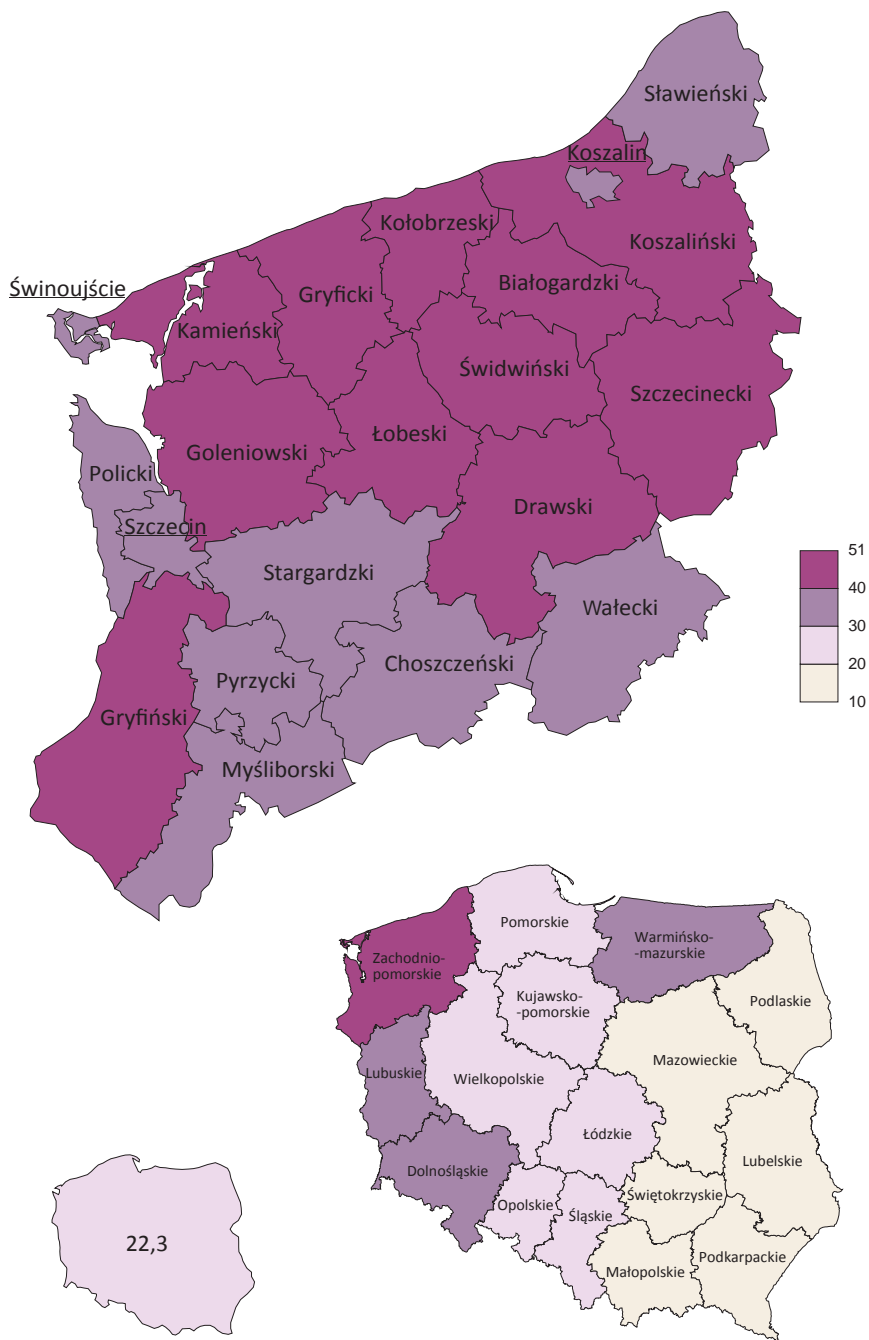 Sławieński
Koszalin
Kołobrzeski
Koszaliński
Świnoujście
Gryficki
Białogardzki
Kamieński
Świdwiński
Szczecinecki
Łobeski
Goleniowski
Policki
Drawski
Szczecin
Stargardzki
Wałecki
Choszczeński
Pyrzycki
Gryfiński
Myśliborski
51
40
30
20
10
Pomorskie
Warmińsko-
-mazurskie
Zachodnio-
pomorskie
Kujawsko-
-pomorskie
Podlaskie
Mazowieckie
Lubuskie
Wielkopolskie
Łódzkie
Lubelskie
Dolnośląskie
Opolskie
Śląskie
Świętokrzyskie
Małopolskie
Podkarpackie
22,3